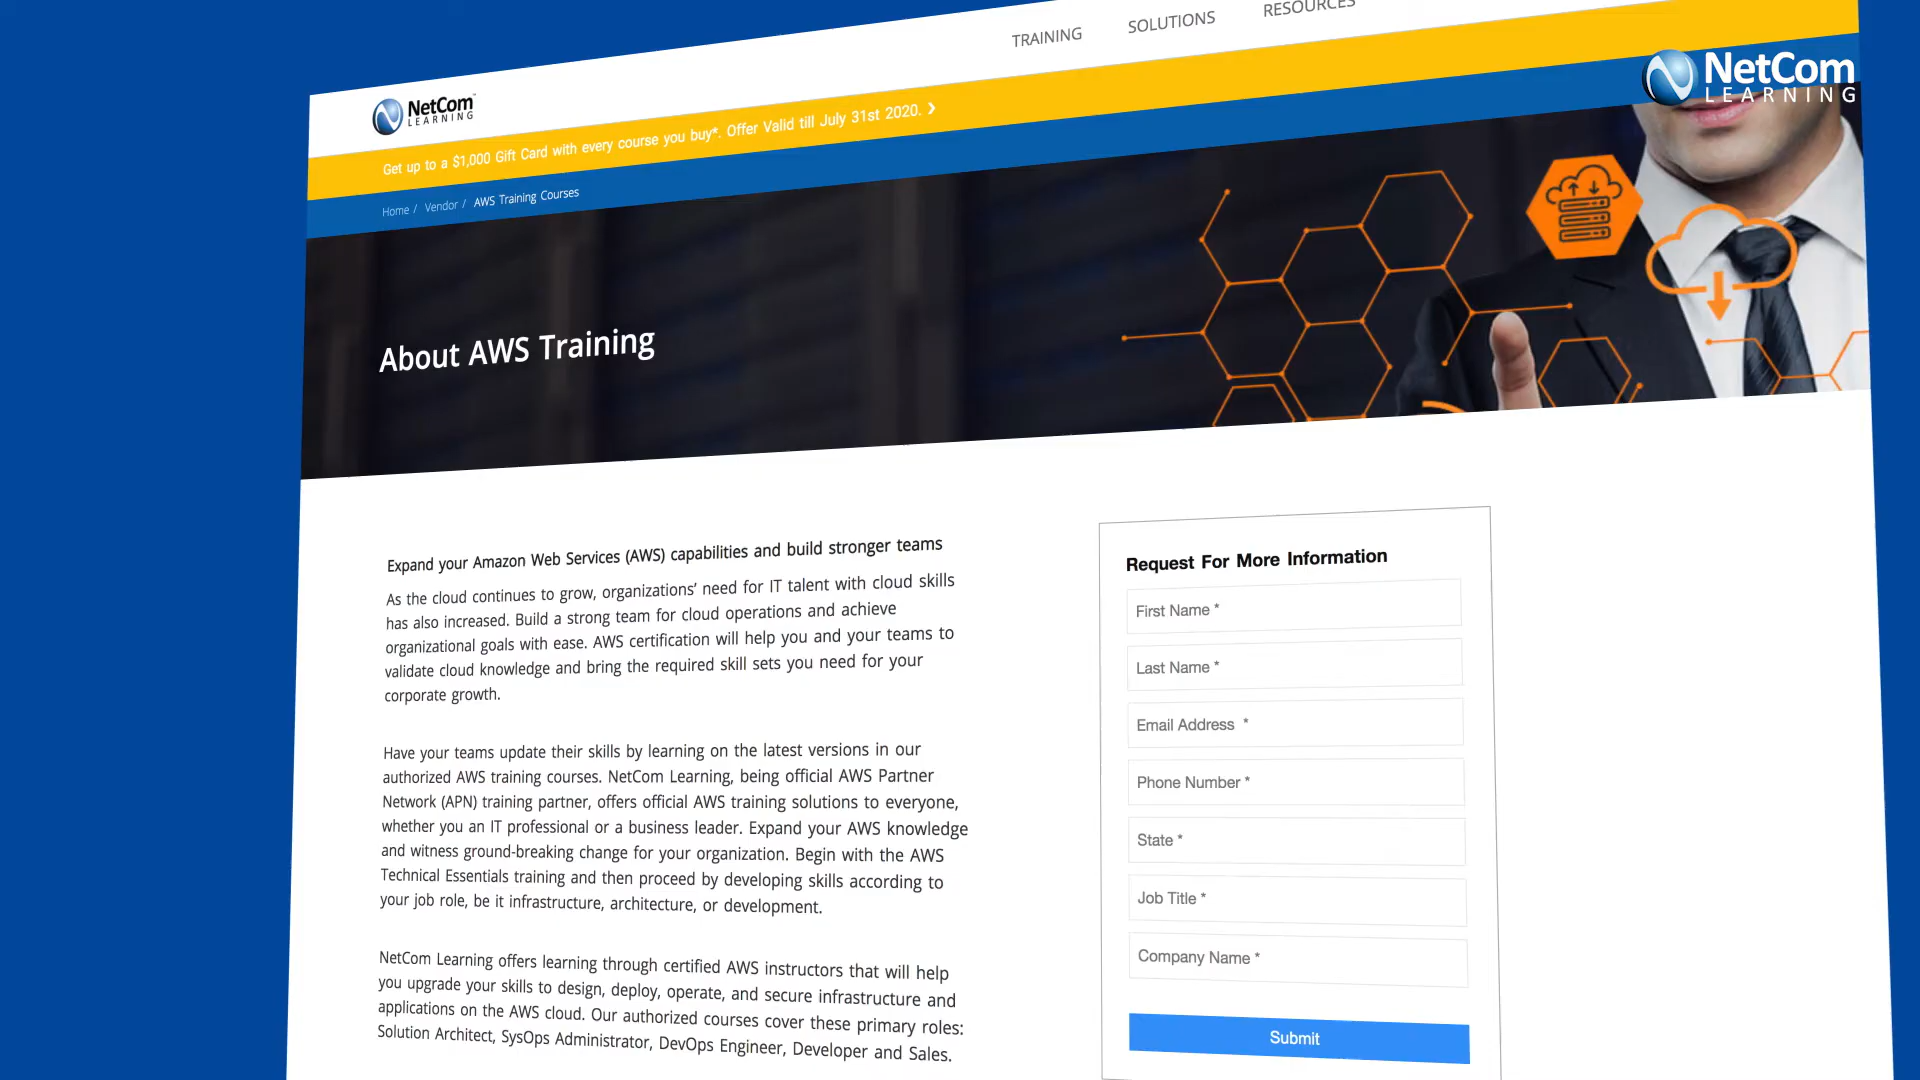 TRAINING
SOLUTIONS
RESOURCES
NetCom
LEARNING
NetCom
LEARNING
Get up to a $1,000 Gift Card with every course you buy*. Offer Valid till July 31st 2020.
Home / Vendor / AWS Training Courses
About AWS Training
Expand your Amazon Web Services (AWS) capabilities and build stronger teams
As the cloud continues to grow, organizations’ need for IT talent with cloud skills
has also increased. Build a strong team for cloud operations and achieve
organizational goals with ease. AWS certification will help you and your teams to
validate cloud knowledge and bring the required skill sets you need for your
corporate growth.
Have your teams update their skills by learning on the latest versions in our
authorized AWS training courses. NetCom Learning, being official AWS Partner
Network (APN) training partner, offers official AWS training solutions to everyone,
whether you an IT professional or a business leader. Expand your AWS knowledge
and witness ground-breaking change for your organization. Begin with the AWS
Technical Essentials training and then proceed by developing skills according to
your job role, be it infrastructure, architecture, or development.
NetCom Learning offers learning through certified AWS instructors that will help
you upgrade your skills to design, deploy, operate, and secure infrastructure and
applications on the AWS cloud. Our authorized courses cover these primary roles:
Solution Architect, SysOps Administrator, DevOps Engineer, Developer and Sales.
Request For More Information
First Name *
Last Name *
Email Address *
Phone Number *
State *
Job Title *
Company Name *
Submit